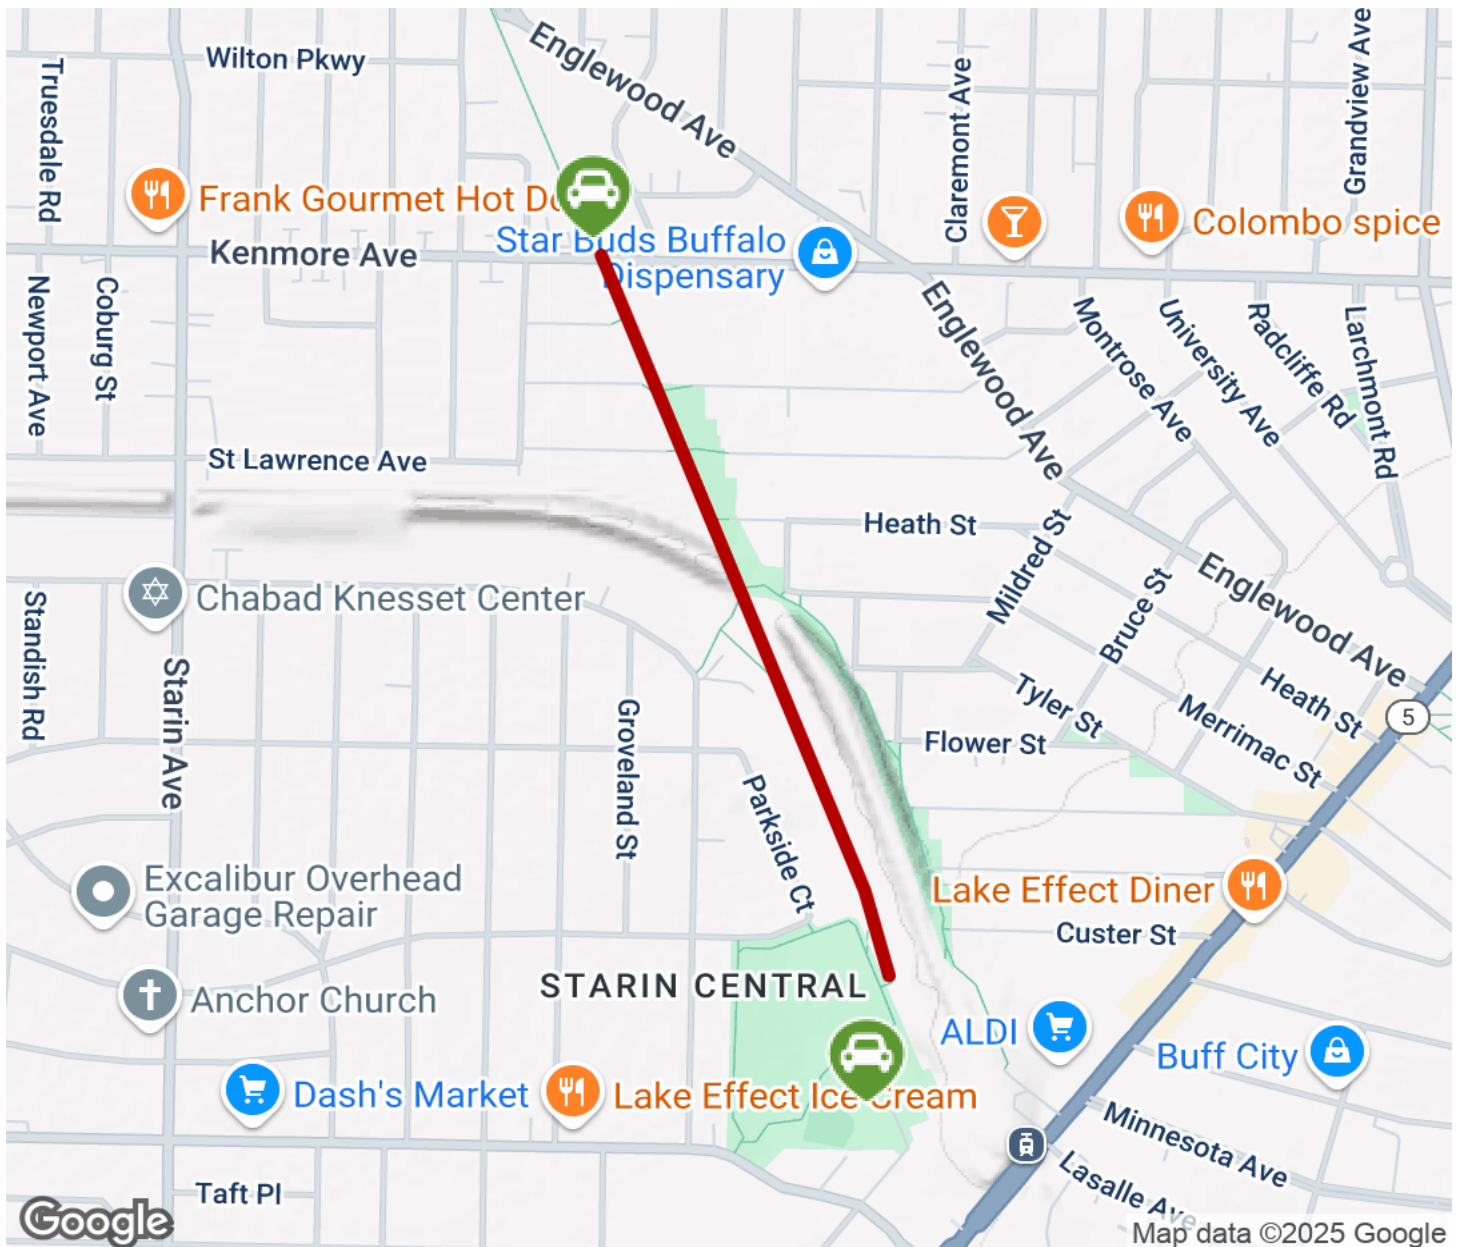 Wilton Pkwy
Englewood Ave
Truesdale Rd
Claremont Ave
Grandview Ave
Frank Gourmet Hot Do
Colombo spice
Star Buds Buffalo
Dispensary
Kenmore Ave
Newport Ave
Coburg St
Englewood Ave
Montrose Ave
University Ave
Radcliffe Rd
Larchmont Rd
St Lawrence Ave
Heath St
Mildred St
Bruce St
Englewood Ave
Chabad Knesset Center
Standish Rd
Starin Ave
Groveland St
Parkside Ct
Tyler St
Flower St
Merrimac St
Heath St
5
Excalibur Overhead
Garage Repair
Lake Effect Diner
Custer St
STARIN CENTRAL
Anchor Church
ALDI
Buff City
Dash's Market
Lake Effect Ice Cream
Minnesota Ave
Lasalle Ave
Taft Pl
Google
Map data ©2025 Google